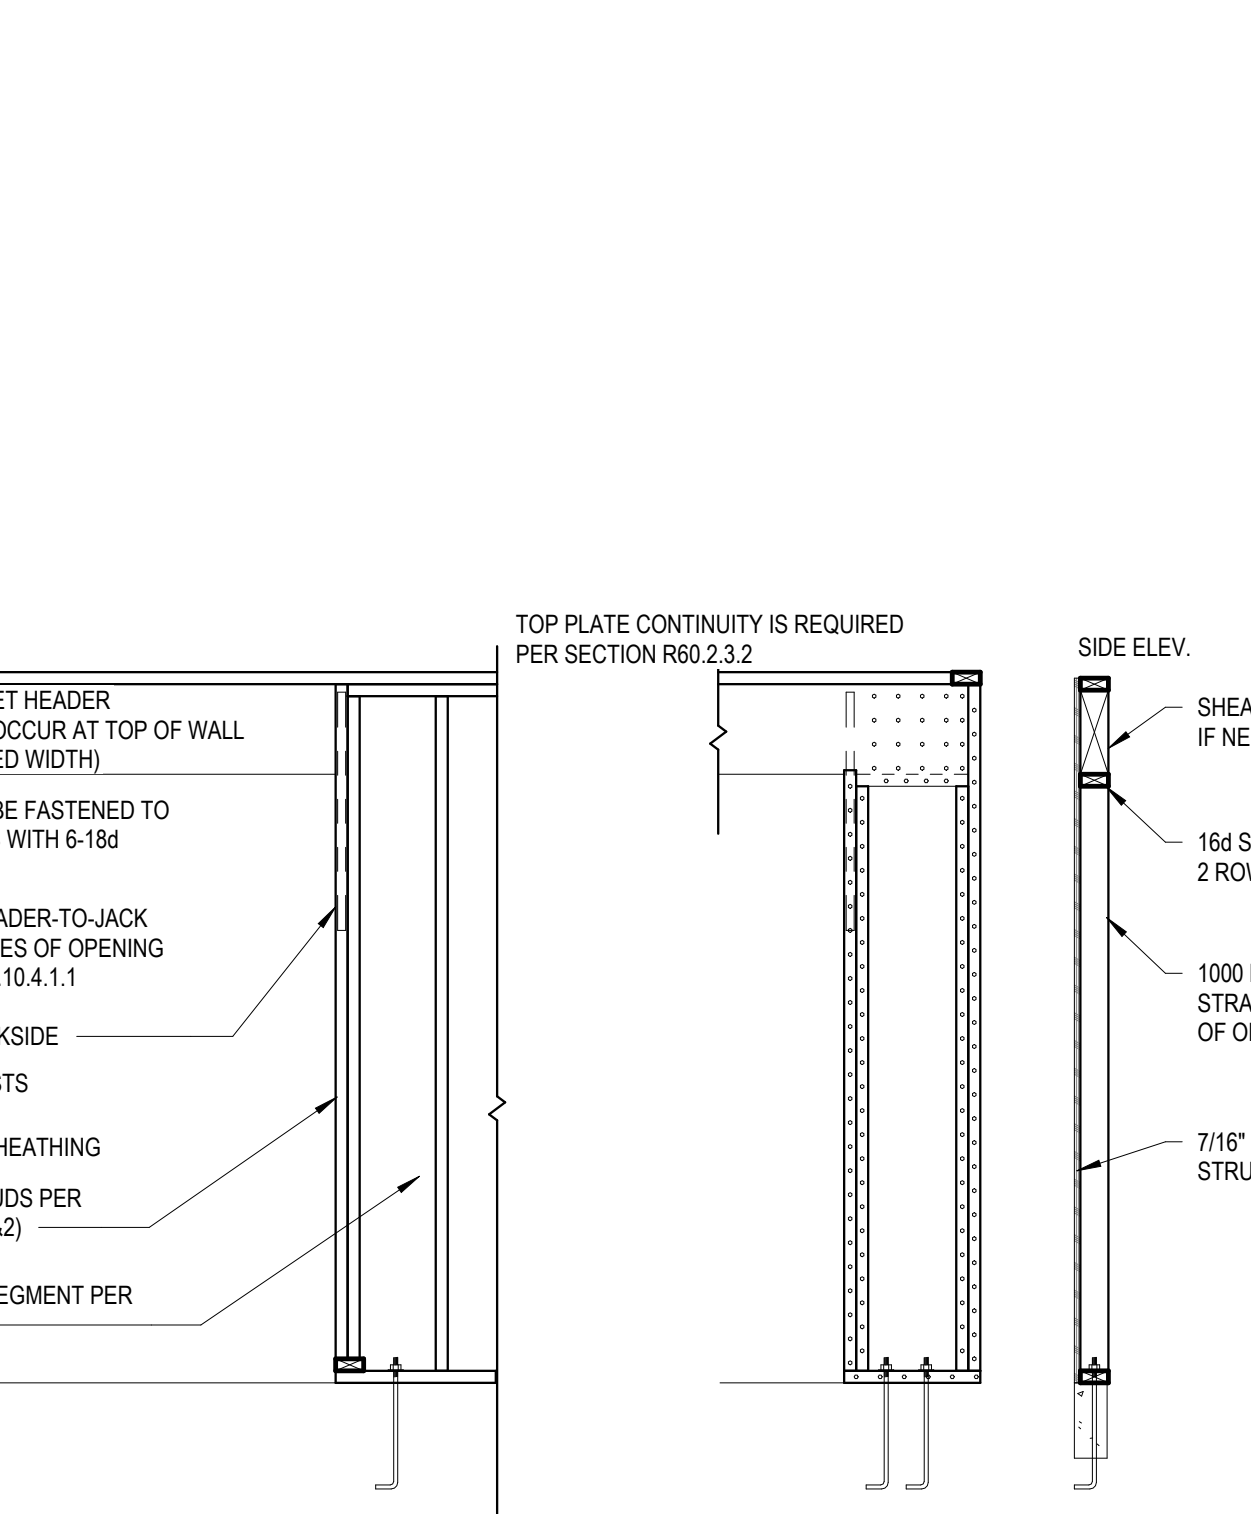 TOP PLATE CONTINUITY IS REQUIRED
PER SECTION R60.2.3.2
ET HEADER
OCCUR AT TOP OF WALL
ED WIDTH)
BE FASTENED TO
WITH 6-18d
ADER-TO-JACK
ES OF OPENING
.10.4.1.1
KSIDE
STS
HEATHING
UDS PER
&2)
EGMENT PER
SIDE ELEV.
SHEA
IF NE
16d S
2 ROW
1000
STRA
OF O
7/16"
STRU